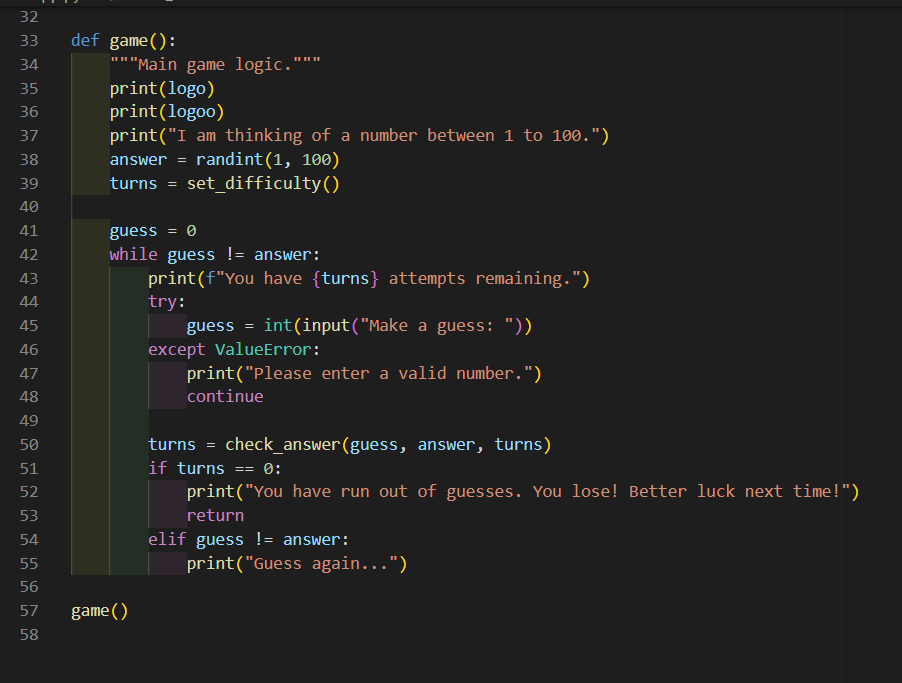 32
33 def game():
34 """Main game logic."""
35 print(logo)
36 print(logoo)
37 print("I am thinking of a number between 1 to 100.")
38 answer = randint(1, 100)
39 turns = set_difficulty()
40
41 guess = 0
42 while guess != answer:
43 print(f"You have {turns} attempts remaining.")
44 try:
45 guess = int(input("Make a guess: "))
46 except ValueError:
47 print("Please enter a valid number.")
48 continue
49
50 turns = check_answer(guess, answer, turns)
51 if turns == 0:
52 print("You have run out of guesses. You lose! Better luck next time!")
53 return
54 elif guess != answer:
55 print("Guess again...")
56
57 game()
58